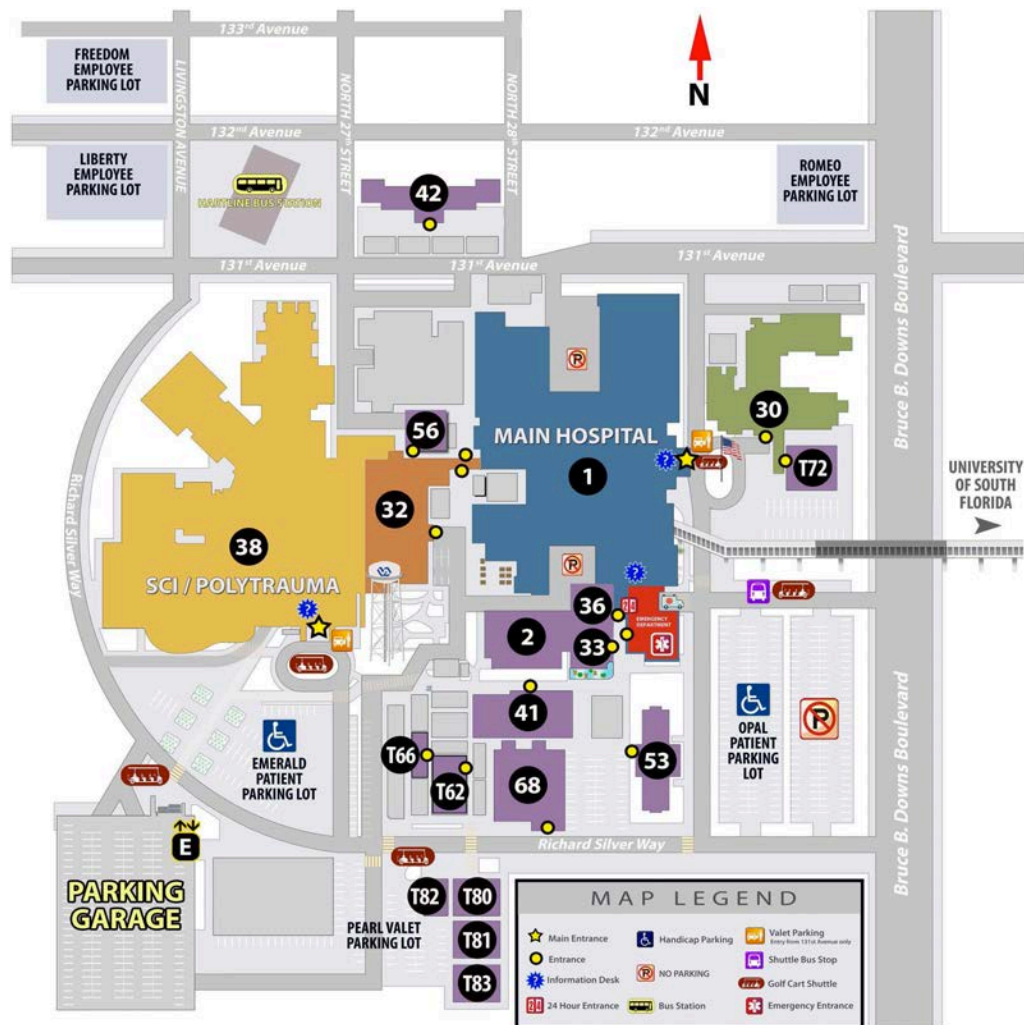 133rd Avenue
FREEDOM
EMPLOYEE
PARKING LOT
LIVINGSTON AVENUE
NORTH 27th STREET
NORTH 28th STREET
N
132nd Avenue
132nd Avenue
LIBERTY
EMPLOYEE
PARKING LOT
HARTLINE BUS STATION
42
ROMEO
EMPLOYEE
PARKING LOT
131st Avenue
131st Avenue
131st Avenue
Bruce B. Downs Boulevard
P
30
56
MAIN HOSPITAL
1
?
T72
UNIVERSITY
OF SOUTH
FLORIDA
Richard Silver Way
32
38
SCI / POLYTRAUMA
?
P
?
36
24
EMERGENCY
DEPARTMENT
2
33
41
EMERALD
PATIENT
PARKING LOT
T66
T62
68
53
OPAL
PATIENT
PARKING
LOT
P
Bruce B. Downs Boulevard
E
Richard Silver Way
PARKING
GARAGE
T82
T80
PEARL VALET
PARKING LOT
T81
T83
MAP LEGEND
Main Entrance
Entrance
? Information Desk
24 24 Hour Entrance
Handicap Parking
P NO PARKING
Bus Station
Valet Parking
Entry from 131st Avenue only
Shuttle Bus Stop
Golf Cart Shuttle
Emergency Entrance